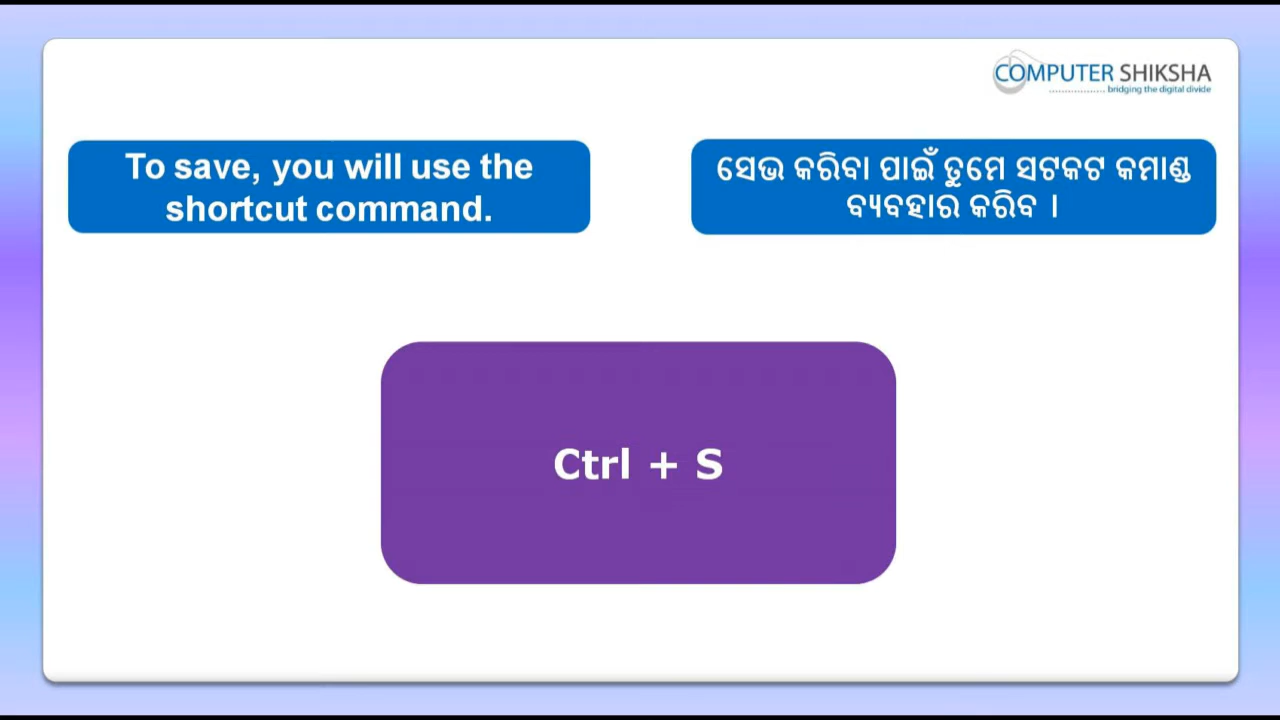 COMPUTER SHIKSHA
bridging the digital divide
To save, you will use the
shortcut command.
ସେଭ କରିବା ପାଇଁ ତୁମେ ସଟକଟ କମାଣ୍ଡ
ବ୍ୟବହାର କରିବ ।
Ctrl + S